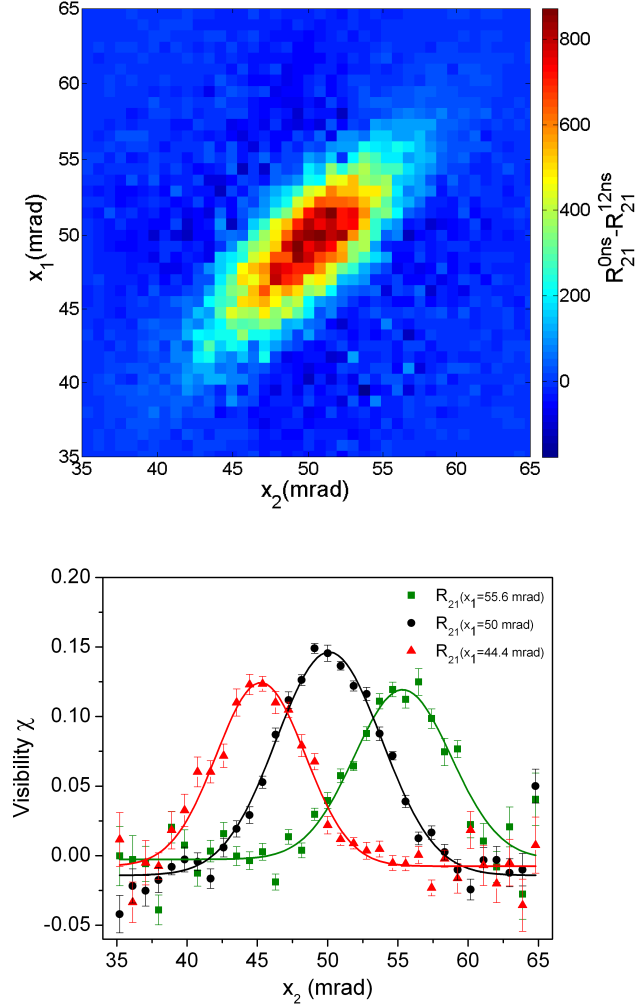 65
60
55
50
45
40
35
x1(mrad)
35 40 45 50 55 60 65
x2(mrad)
800
600
400
200
0
R21^0ns-R21^12ns
0.20
0.15
0.10
0.05
0.00
-0.05
Visibility χ
R21(x1=55.6 mrad)
R21(x1=50 mrad)
R21(x1=44.4 mrad)
35 40 45 50 55 60 65
x2 (mrad)